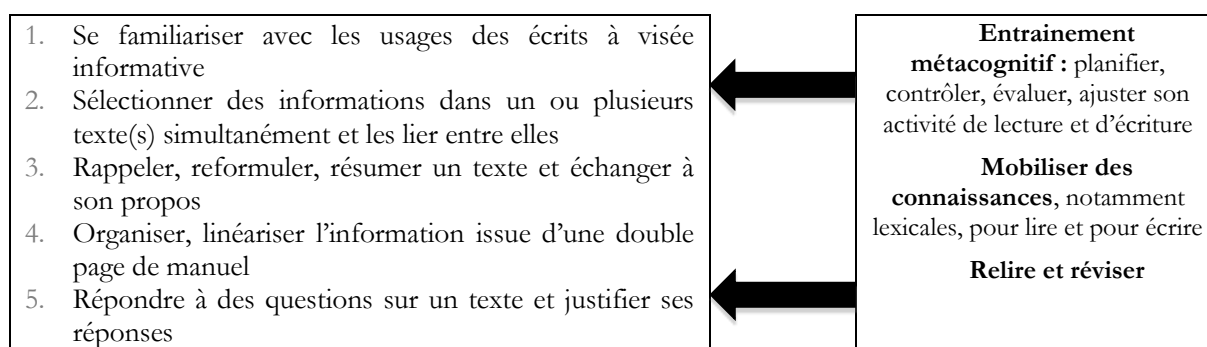 1. Se familiariser avec les usages des écrits à visée
informative
2. Sélectionner des informations dans un ou plusieurs
texte(s) simultanément et les lier entre elles
3. Rappeler, reformuler, résumer un texte et échanger à
son propos
4. Organiser, linéariser l’information issue d’une double
page de manuel
5. Répondre à des questions sur un texte et justifier ses
réponses
Entrainement
métacognitif : planifier,
contrôler, évaluer, ajuster son
activité de lecture et d’écriture
Mobiliser des
connaissances, notamment
lexicales, pour lire et pour écrire
Relire et réviser